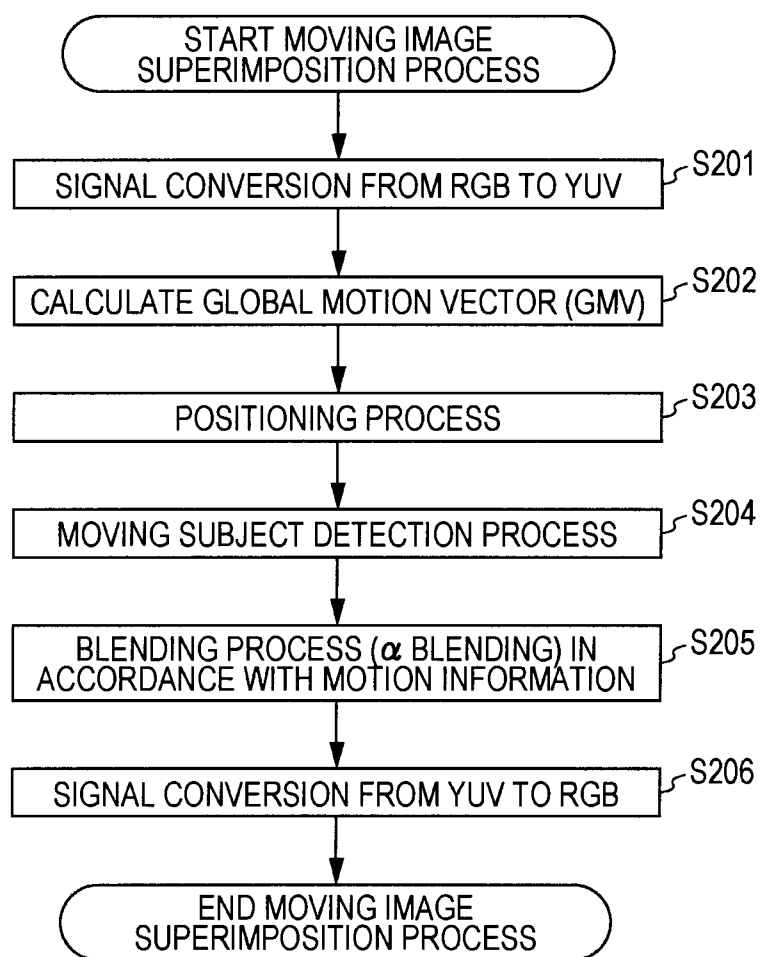 START MOVING IMAGE
SUPERIMPOSITION PROCESS
S201
SIGNAL CONVERSION FROM RGB TO YUV
S202
CALCULATE GLOBAL MOTION VECTOR (GMV)
S203
POSITIONING PROCESS
S204
MOVING SUBJECT DETECTION PROCESS
S205
BLENDING PROCESS (α BLENDING) IN
ACCORDANCE WITH MOTION INFORMATION
S206
SIGNAL CONVERSION FROM YUV TO RGB
END MOVING IMAGE
SUPERIMPOSITION PROCESS